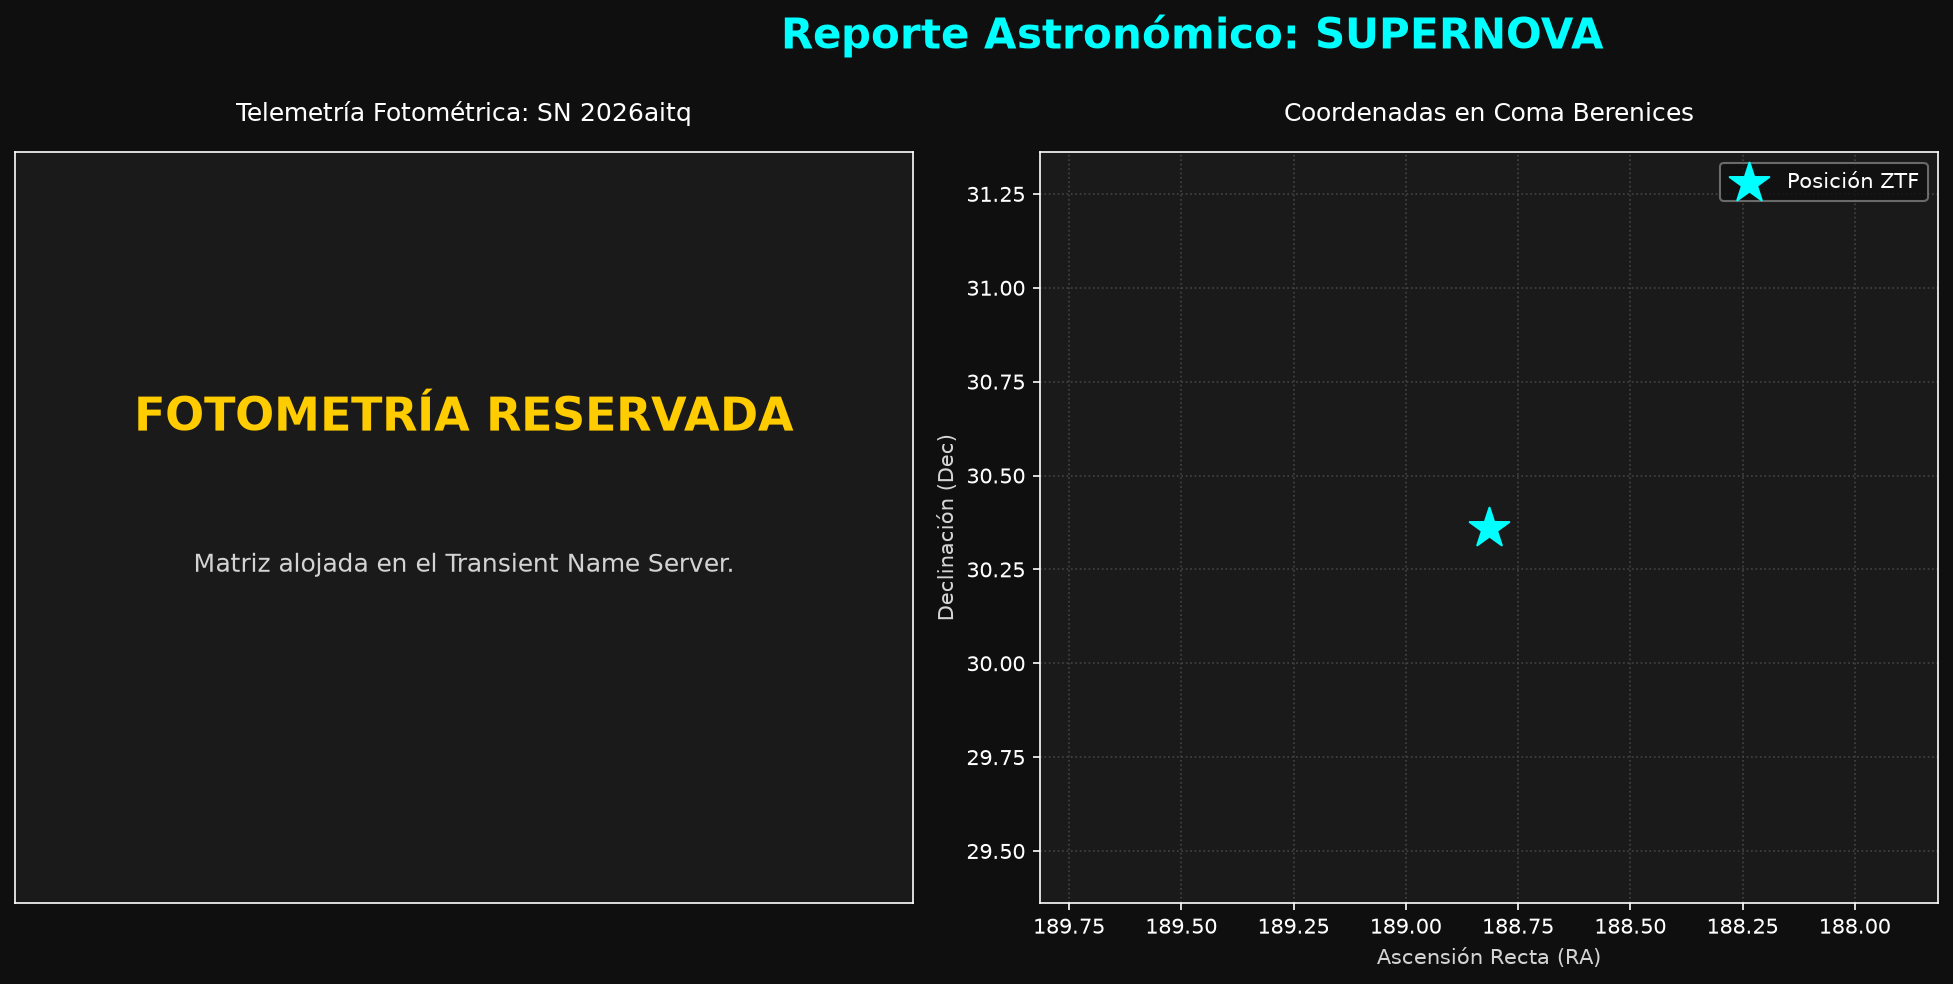 Reporte Astronómico: SUPERNOVA
Telemetría Fotométrica: SN 2026aitq
FOTOMETRÍA RESERVADA
Matriz alojada en el Transient Name Server.
Coordenadas en Coma Berenices
Posición ZTF
Declinación (Dec)
31.25
31.00
30.75
30.50
30.25
30.00
29.75
29.50
189.75 189.50 189.25 189.00 188.75 188.50 188.25 188.00
Ascensión Recta (RA)